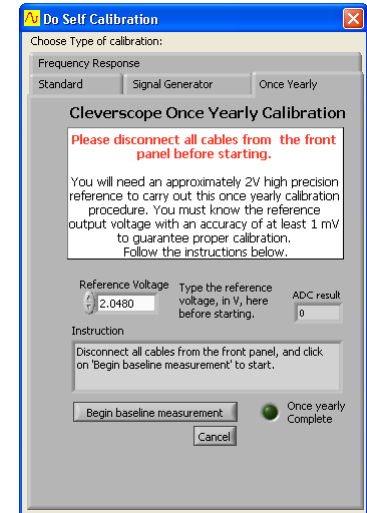 Do Self Calibration
Choose Type of calibration:
Frequency Response
Standard
Signal Generator
Once Yearly
Cleverscope Once Yearly Calibration
Please disconnect all cables from the front
panel before starting.
You will need an approximately 2V high precision
reference to carry out this once yearly calibration
procedure. You must know the reference
output voltage with an accuracy of at least 1 mV
to guarantee proper calibration.
Follow the instructions below.
Reference Voltage
2.0480
Type the reference
voltage, in V, here
before starting.
ADC result
0
Instruction
Disconnect all cables from the front panel, and click
on 'Begin baseline measurement' to start.
Begin baseline measurement
Once yearly
Complete
Cancel